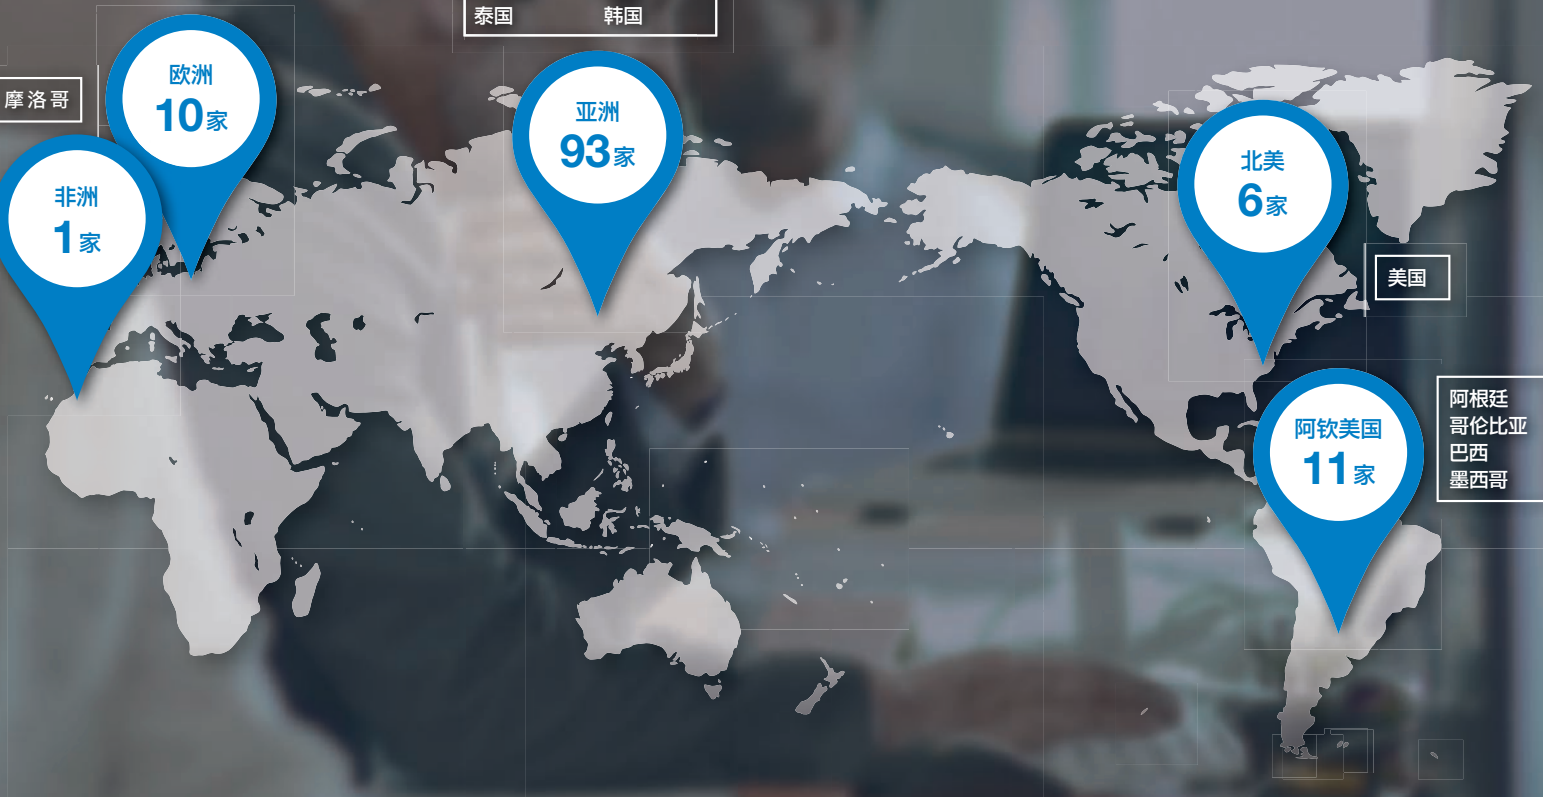 泰国 韩国
欧洲
10家
摩洛哥
亚洲
93家
非洲
1家
北美
6家
美国
阿钦美国
11家
阿根廷
哥伦比亚
巴西
墨西哥